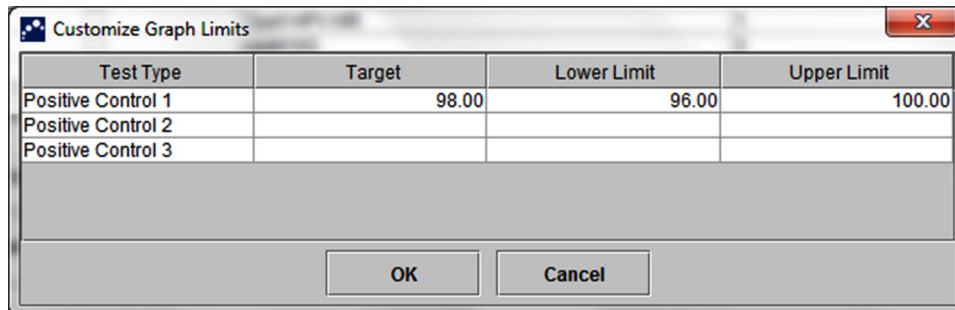 Customize Graph Limits
Test Type Target Lower Limit Upper Limit
Positive Control 1 98.00 96.00 100.00
Positive Control 2
Positive Control 3
OK Cancel